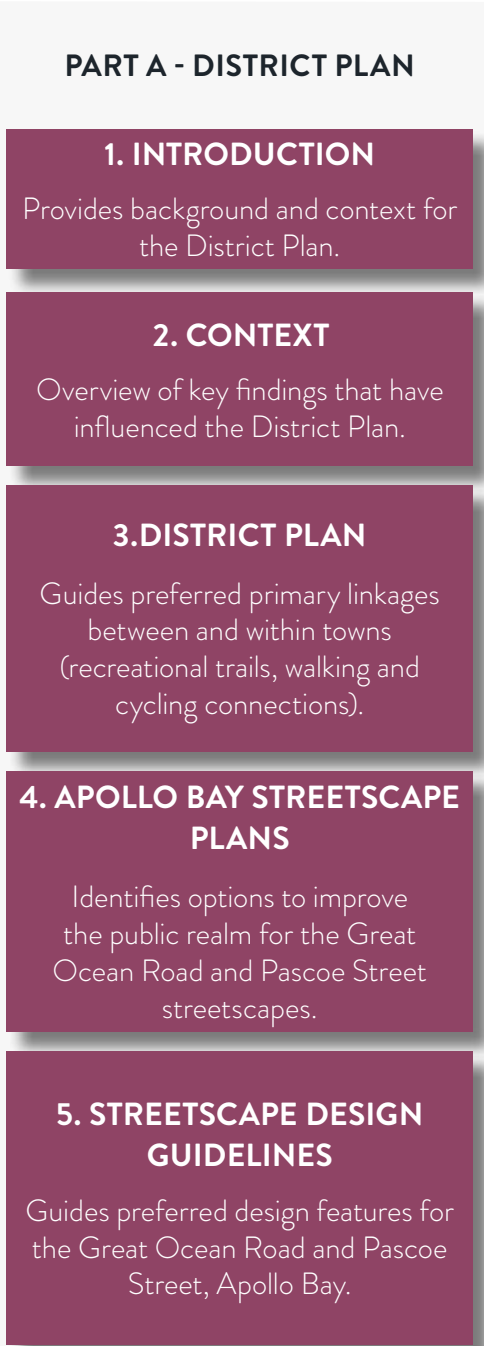 PART A - DISTRICT PLAN
1. INTRODUCTION
Provides background and context for
the District Plan.
2. CONTEXT
Overview of key findings that have
influenced the District Plan.
3.DISTRICT PLAN
Guides preferred primary linkages
between and within towns
(recreational trails, walking and
cycling connections).
4. APOLLO BAY STREETSCAPE
PLANS
Identifies options to improve
the public realm for the Great
Ocean Road and Pascoe Street
streetscapes.
5. STREETSCAPE DESIGN
GUIDELINES
Guides preferred design features for
the Great Ocean Road and Pascoe
Street, Apollo Bay.